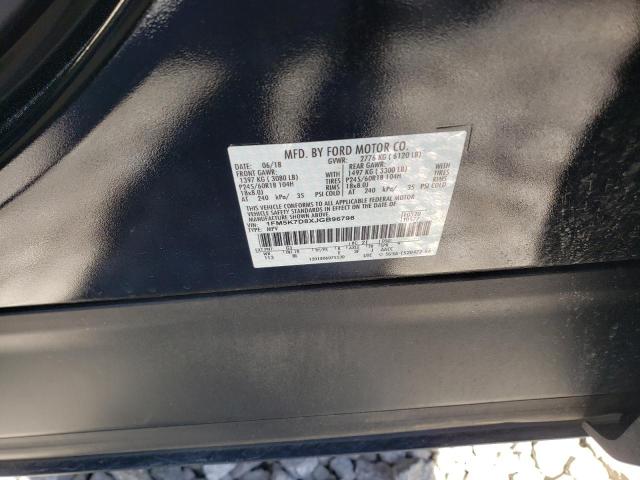 MFD. BY FORD MOTOR CO.
DATE: 06/18 GVWR: 2776 KG ( 6120 LB)
FRONT GAWR: REAR GAWR:
1397 KG ( 3080 LB) WITH 1497 KG ( 3300 LB) WITH
P245/60R18 104H TIRES P245/60R18 104H TIRES
18x8.0J RIMS 18x8.0J RIMS
AT 240 kPa/ 35 PSI COLD AT 240 kPa/ 35 PSI COLD
THIS VEHICLE CONFORMS TO ALL APPLICABLE FEDERAL MOTOR
VEHICLE SAFETY AND BUMPER STANDARDS IN EFFECT ON THE DATE OF
MANUFACTURE SHOWN ABOVE.
VIN: 1FM5K7D8XJGB96798
TYPE: MPV